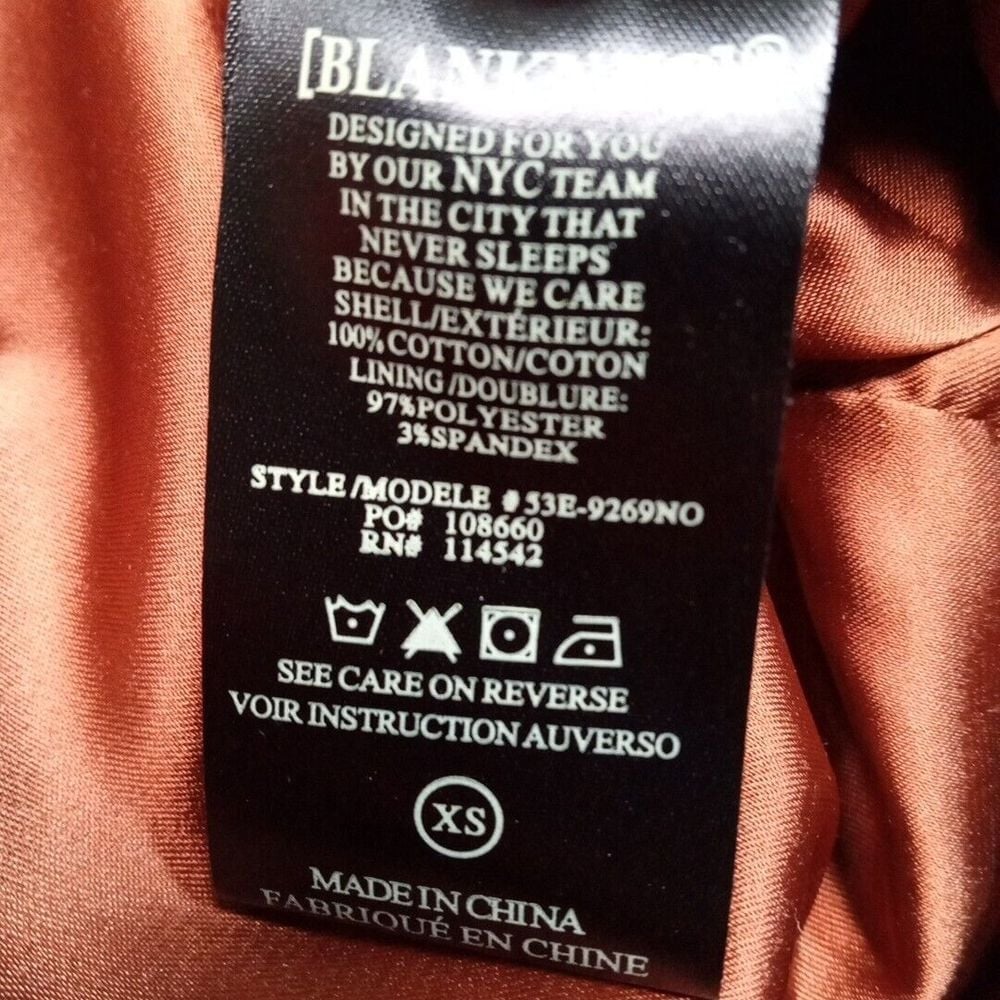 DESIGNED FOR YOU
BY OUR NYC TEAM
IN THE CITY THAT
NEVER SLEEPS
BECAUSE WE CARE
SHELL/EXTÉRIEUR:
100% COTTON/COTON
LINING/DOUBLURE:
97%POLYESTER
3%SPANDEX
STYLE/MODELE #53E-9269NO
PO# 108660
RN# 114542
SEE CARE ON REVERSE
VOIR INSTRUCTION AUVERSO
XS
MADE IN CHINA
FABRIQUÉ EN CHINE